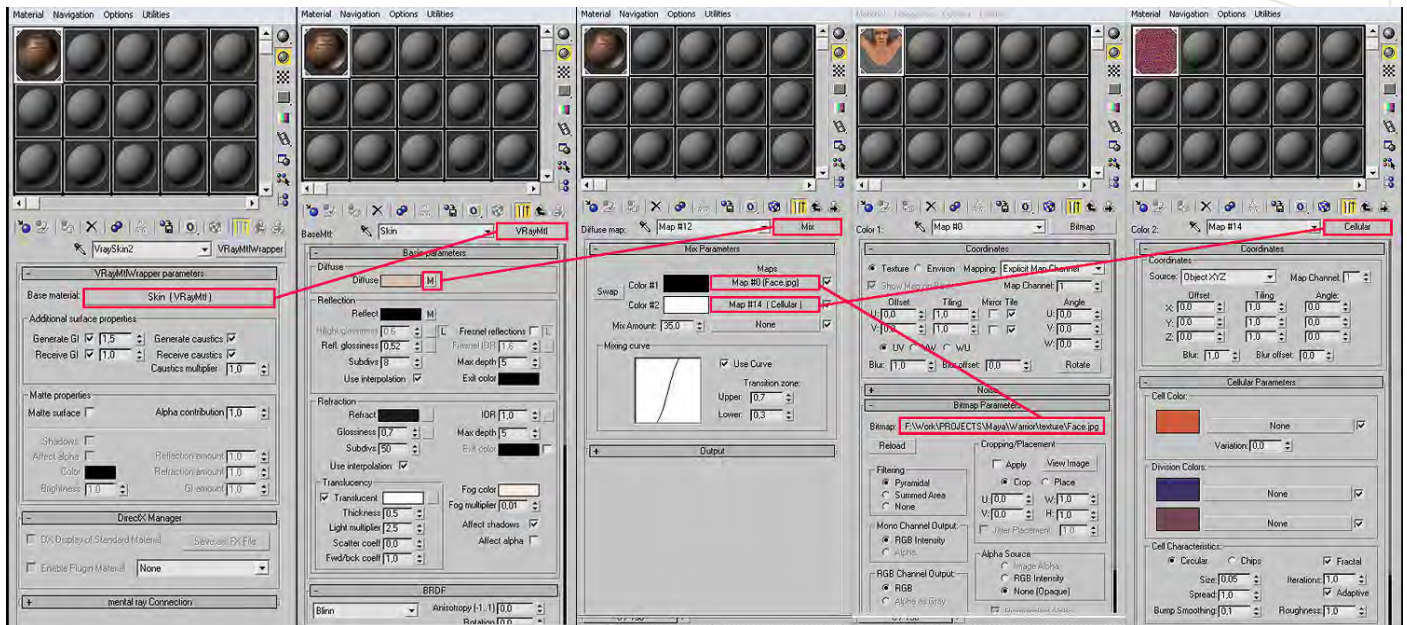 Material Navigation Options Utilities
VraySkin2 VRayMtlWrapper
- VRayMtlWrapper parameters
Base material: Skin ( VRayMtl )
Additional surface properties
Generate GI 1,5 Generate caustics
Receive GI 1,0 Receive caustics
Caustics multiplier 1,0
Matte properties
Matte surface Alpha contribution 1,0
Shadows
Affect alpha Reflection amount 1,0
Color Refraction amount 1,0
Brightness 1,0 GI amount 1,0
- DirectX Manager
DX Display of Standard Material Save as .FX File
Enable Plugin Material None
+ mental ray Connection
Material Navigation Options Utilities
BaseMtl: Skin VRayMtl
Basic parameters
Diffuse
Diffuse M
Reflection
Reflect M
Hilight glossiness 0,6 L Fresnel reflections L
Refl. glossiness 0,52 Fresnel IOR 1,6
Subdivs 8 Max depth 5
Use interpolation Exit color
Refraction
Refract IOR 1,0
Glossiness 0,7 Max depth 5
Subdivs 50 Exit color
Use interpolation
Translucency
Translucent Fog color
Thickness 0,5 Fog multiplier 0,01
Light multiplier 2,5 Affect shadows
Scatter coeff 0,0 Affect alpha
Fwd/bck coeff 1,0
- BRDF
Blinn Anisotropy (-1..1) 0,0
Rotation 0,0
Material Navigation Options Utilities
Diffuse map: Map #12 Mix
- Mix Parameters
Maps
Swap Color #1 Map #0 (Face.jpg)
Color #2 Map #14 ( Cellular )
Mix Amount: 35,0 None
Mixing curve
Use Curve
Transition zone:
Upper: 0,7
Lower: 0,3
+ Output
Color 1: Map #0 Bitmap
- Coordinates
Texture Environ Mapping: Explicit Map Channel
Show Map on Back Map Channel: 1
Offset Tiling Mirror Tile Angle
U: 0,0 1,0 U: 0,0
V: 0,0 1,0 V: 0,0
UV VW WU W: 0,0
Blur: 1,0 Blur offset: 0,0 Rotate
+ Noise
- Bitmap Parameters
Bitmap: F:\Work\PROJECTS\Maya\Warrior\texture\Face.jpg
Reload Cropping/Placement
Apply View Image
Crop Place
U: 0,0 W: 1,0
V: 0,0 H: 1,0
Jitter Placement: 1,0
Filtering
Pyramidal
Summed Area
None
Mono Channel Output:
RGB Intensity
Alpha
RGB Channel Output:
RGB
Alpha as Gray
Alpha Source
Image Alpha
RGB Intensity
None (Opaque)
Material Navigation Options Utilities
Color 2: Map #14 Cellular
- Coordinates
Coordinates
Source: Object XYZ Map Channel: 1
Offset Tiling Angle:
X: 0,0 1,0 0,0
Y: 0,0 1,0 0,0
Z: 0,0 1,0 0,0
Blur: 1,0 Blur offset: 0,0
- Cellular Parameters
Cell Color:
None
Variation: 0,0
Division Colors:
None
None
Cell Characteristics:
Circular Chips Fractal
Size: 0,05 Iterations: 1,0
Spread: 1,0 Adaptive
Bump Smoothing: 0,1 Roughness: 1,0